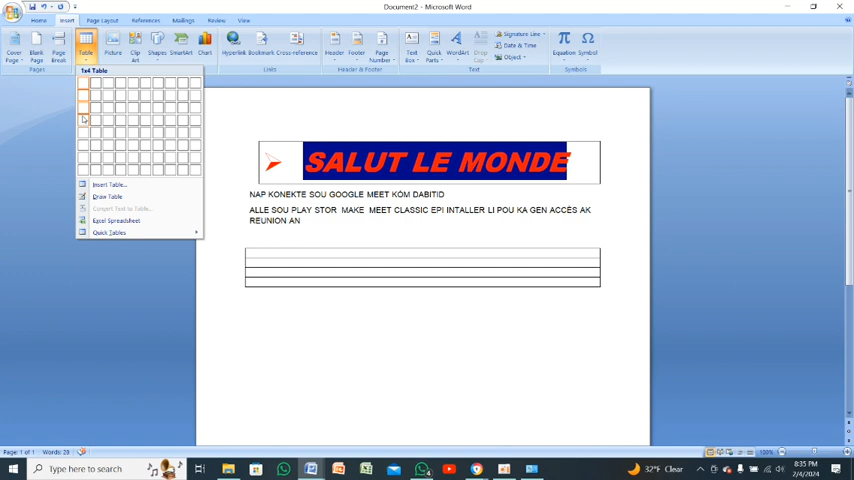 Document2 - Microsoft Word
Home Insert Page Layout References Mailings Review View
Cover Page Blank Page Page Break Table Picture Clip Art Shapes SmartArt Chart Hyperlink Bookmark Cross-reference Header Footer Page Number Text Box Quick Parts WordArt Drop Cap Signature Line Date & Time Object Equation Symbol
Pages Links Header & Footer Text Symbols
1x4 Table
Insert Table...
Draw Table
Convert Text to Table...
Excel Spreadsheet
Quick Tables
SALUT LE MONDE
NAP KONEKTE SOU GOOGLE MEET KÒM DABITID
ALLE SOU PLAY STOR MAKE MEET CLASSIC EPI INTALLER LI POU KA GEN ACCÈS AK
REUNION AN
Page: 1 of 1 Words: 28 100%
Type here to search 32°F Clear 8:35 PM
2/4/2024